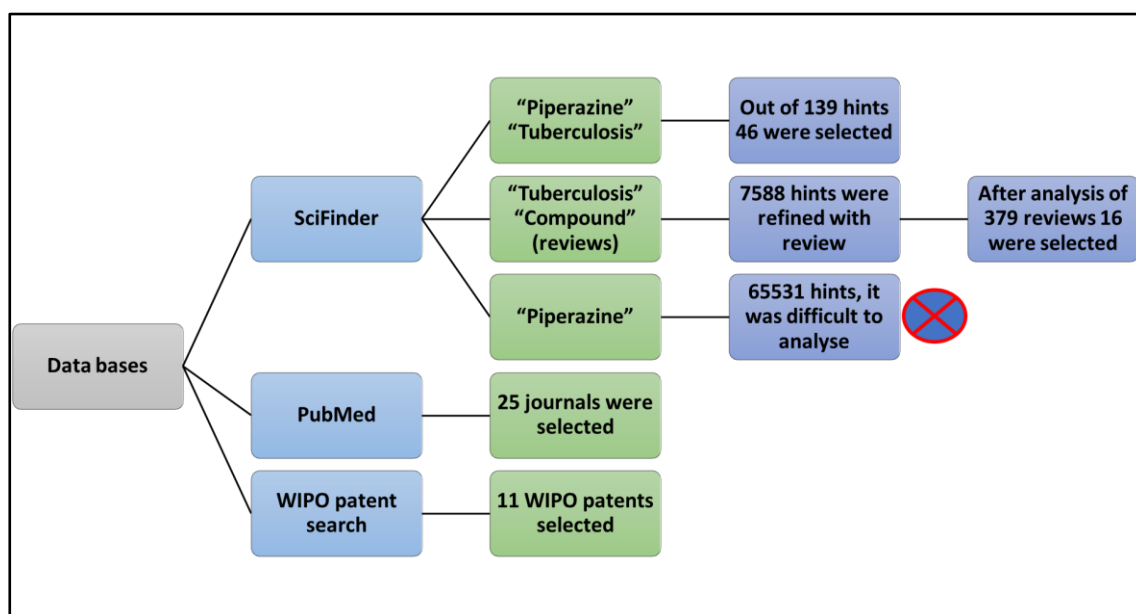 Data bases
SciFinder
“Piperazine”
“Tuberculosis”
Out of 139 hints
46 were selected
“Tuberculosis”
“Compound”
(reviews)
7588 hints were
refined with
review
After analysis of
379 reviews 16
were selected
“Piperazine”
65531 hints, it
was difficult to
analyse
PubMed
25 journals were
selected
WIPO patent
search
11 WIPO patents
selected